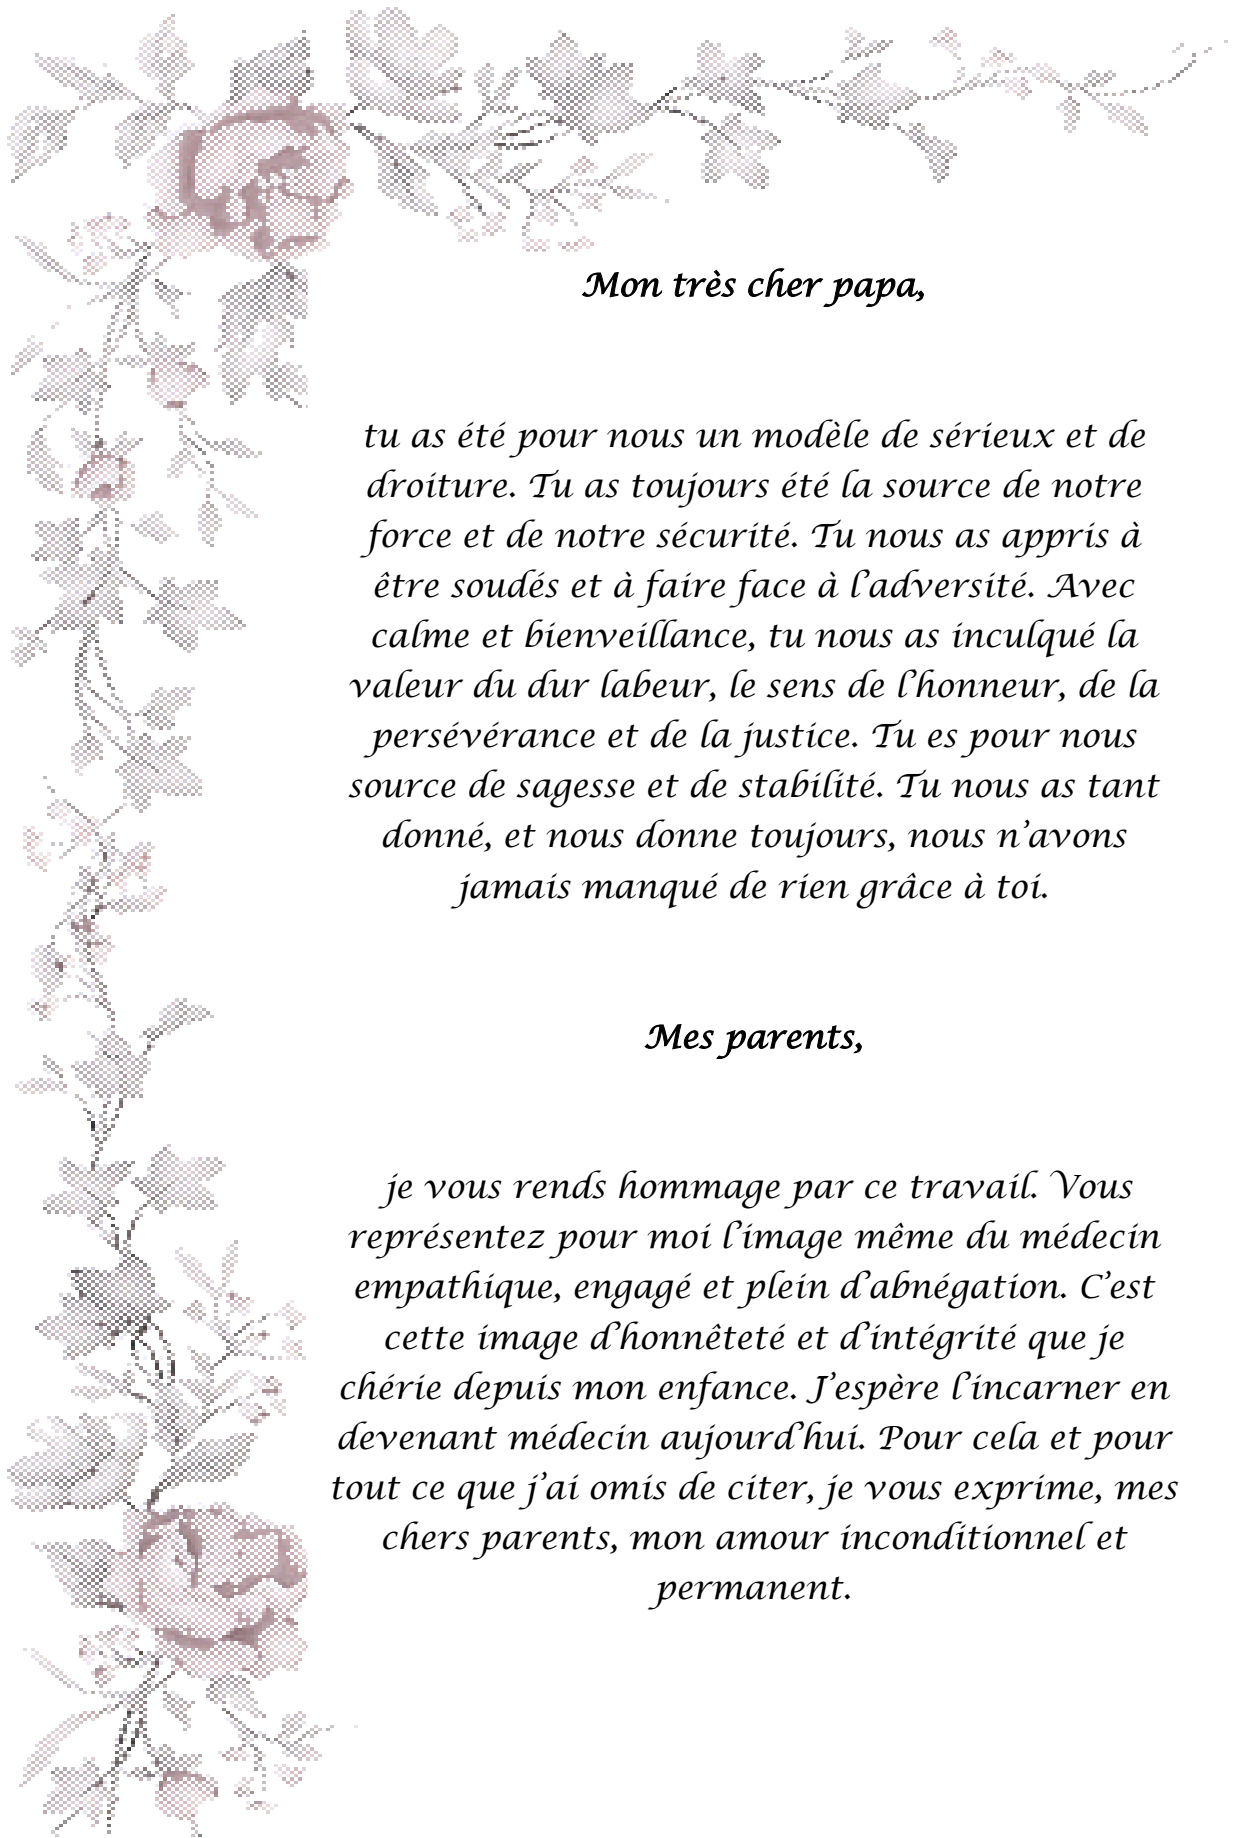 Mon très cher papa,
tu as été pour nous un modèle de sérieux et de
droiture. Tu as toujours été la source de notre
force et de notre sécurité. Tu nous as appris à
être soudés et à faire face à l’adversité. Avec
calme et bienveillance, tu nous as inculqué la
valeur du dur labeur, le sens de l’honneur, de la
persévérance et de la justice. Tu es pour nous
source de sagesse et de stabilité. Tu nous as tant
donné, et nous donne toujours, nous n’avons
jamais manqué de rien grâce à toi.
Mes parents,
je vous rends hommage par ce travail. Vous
représentez pour moi l’image même du médecin
empathique, engagé et plein d’abnégation. C’est
cette image d’honnêteté et d’intégrité que je
chérie depuis mon enfance. J’espère l’incarner en
devenant médecin aujourd’hui. Pour cela et pour
tout ce que j’ai omis de citer, je vous exprime, mes
chers parents, mon amour inconditionnel et
permanent.